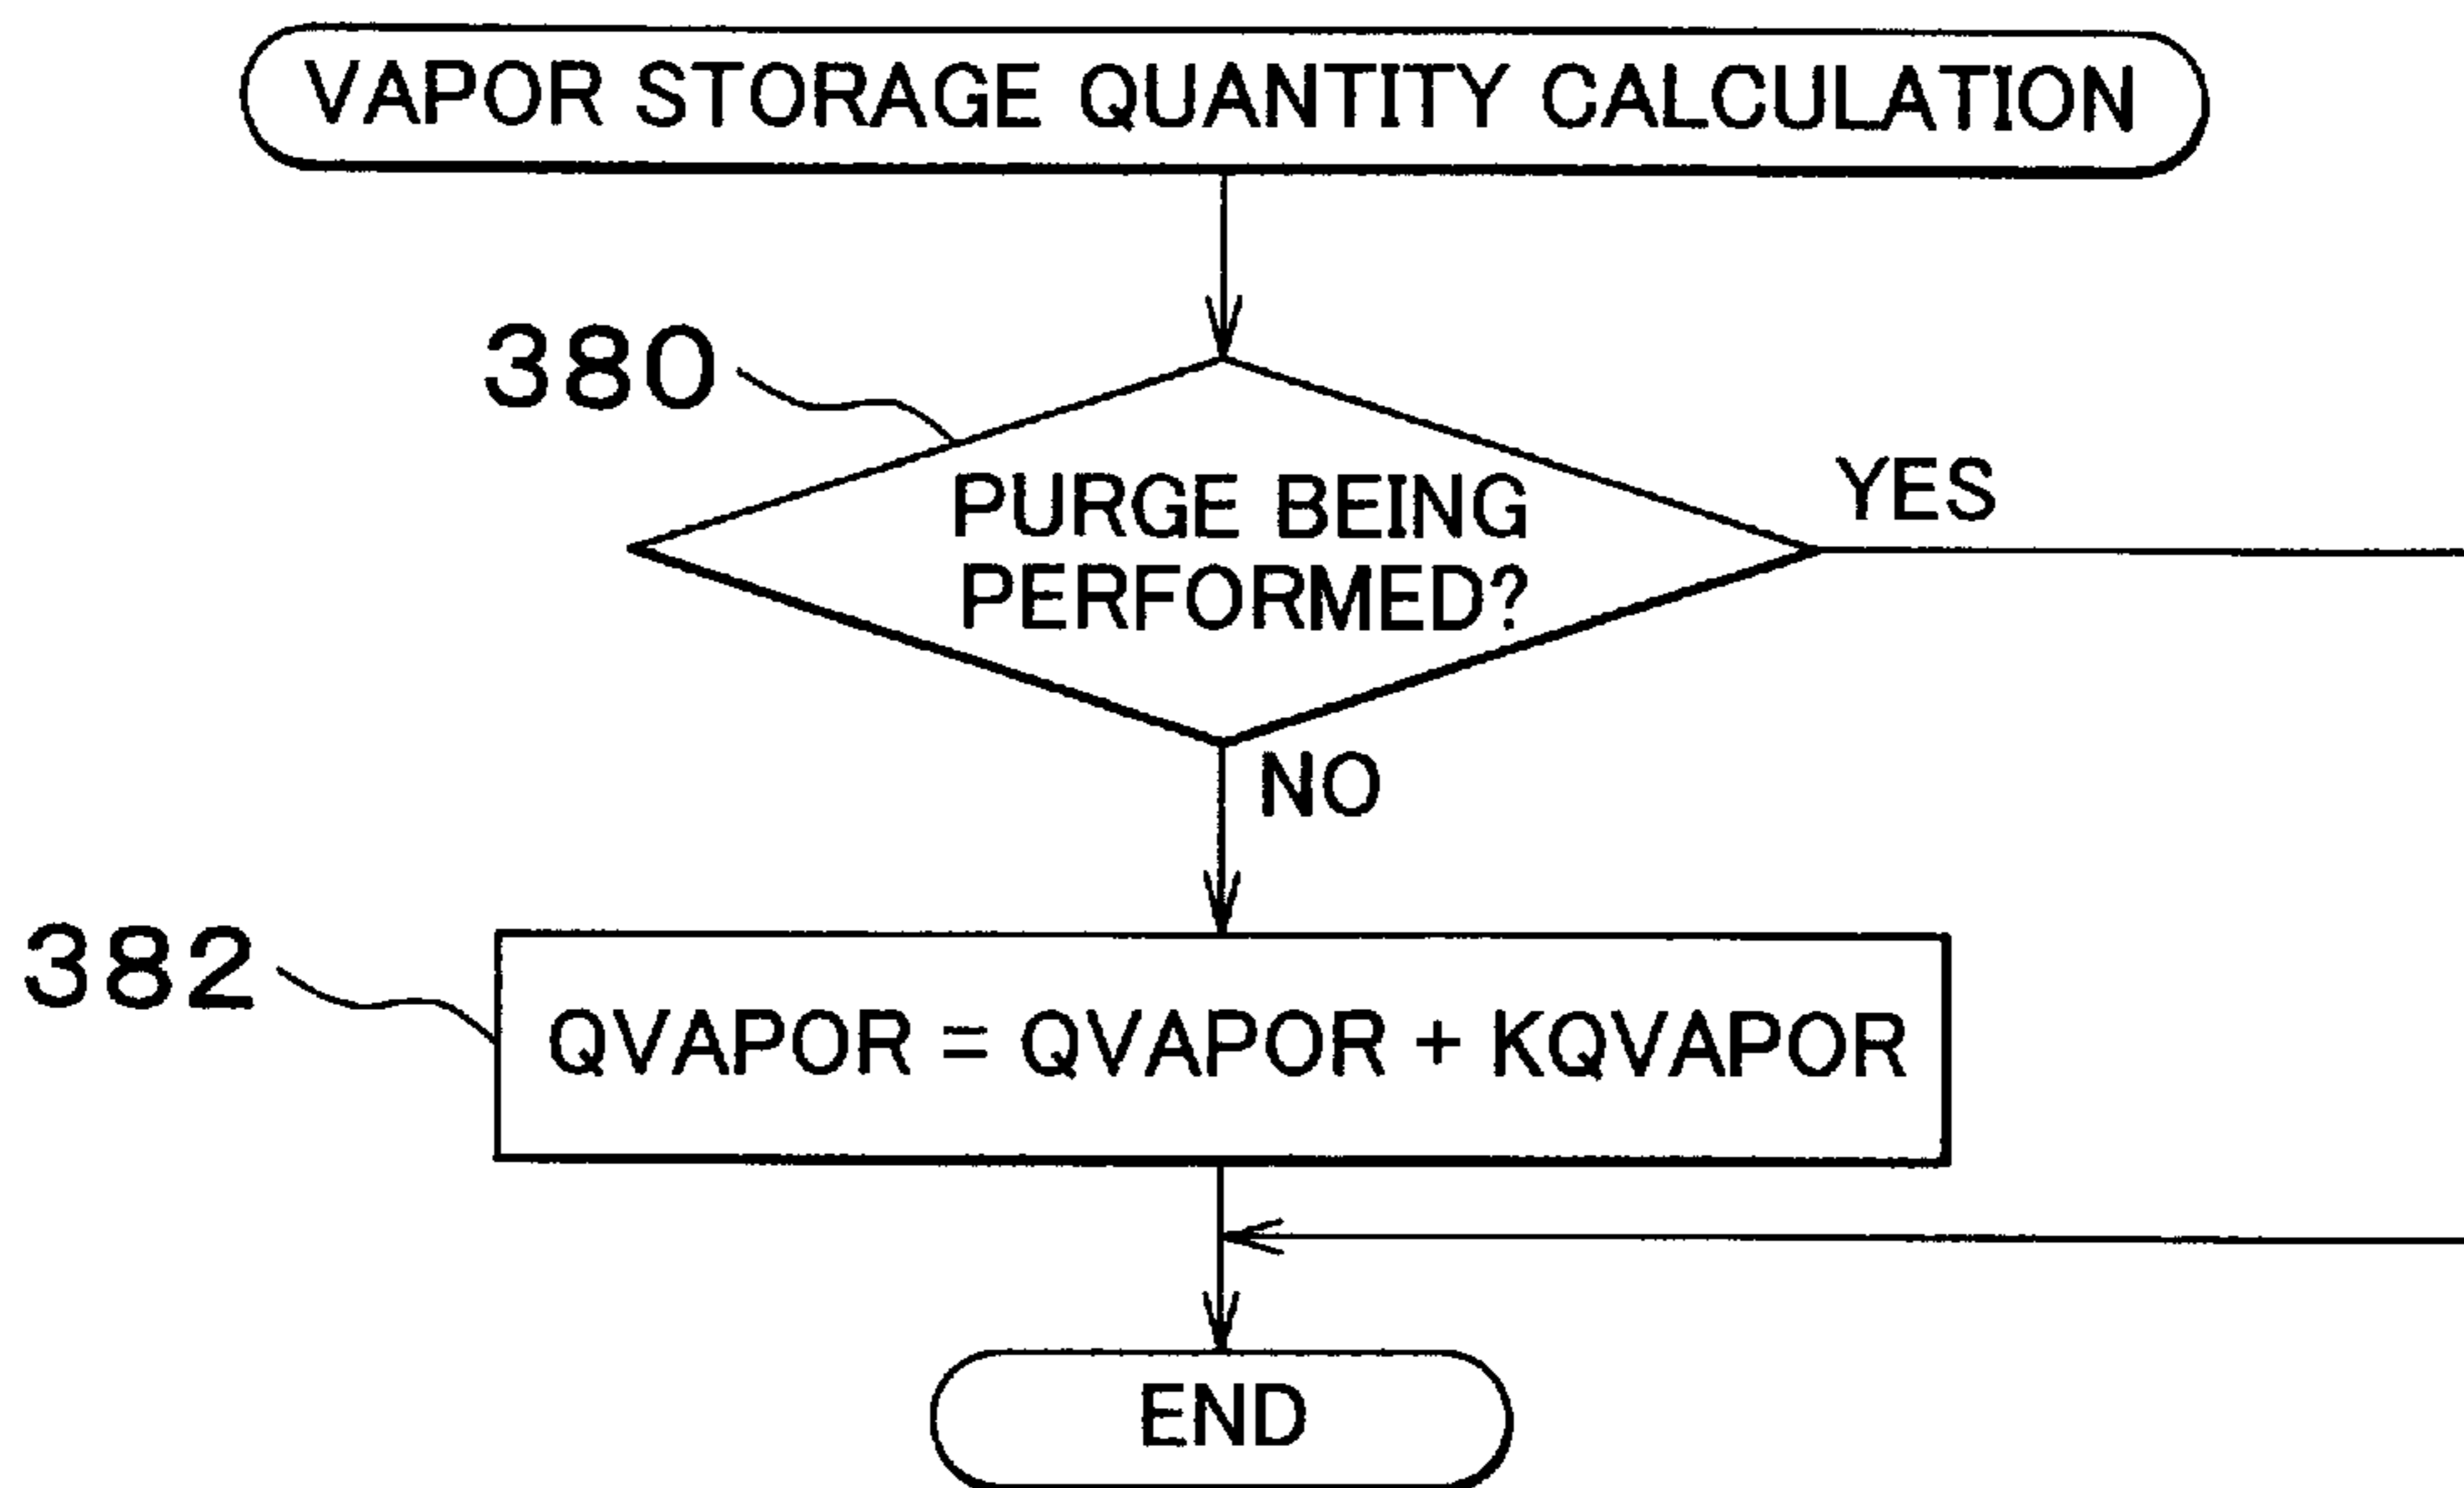 VAPOR STORAGE QUANTITY CALCULATION
380
PURGE BEING
PERFORMED?
YES
NO
382
QVAPOR = QVAPOR + KQVAPOR
END